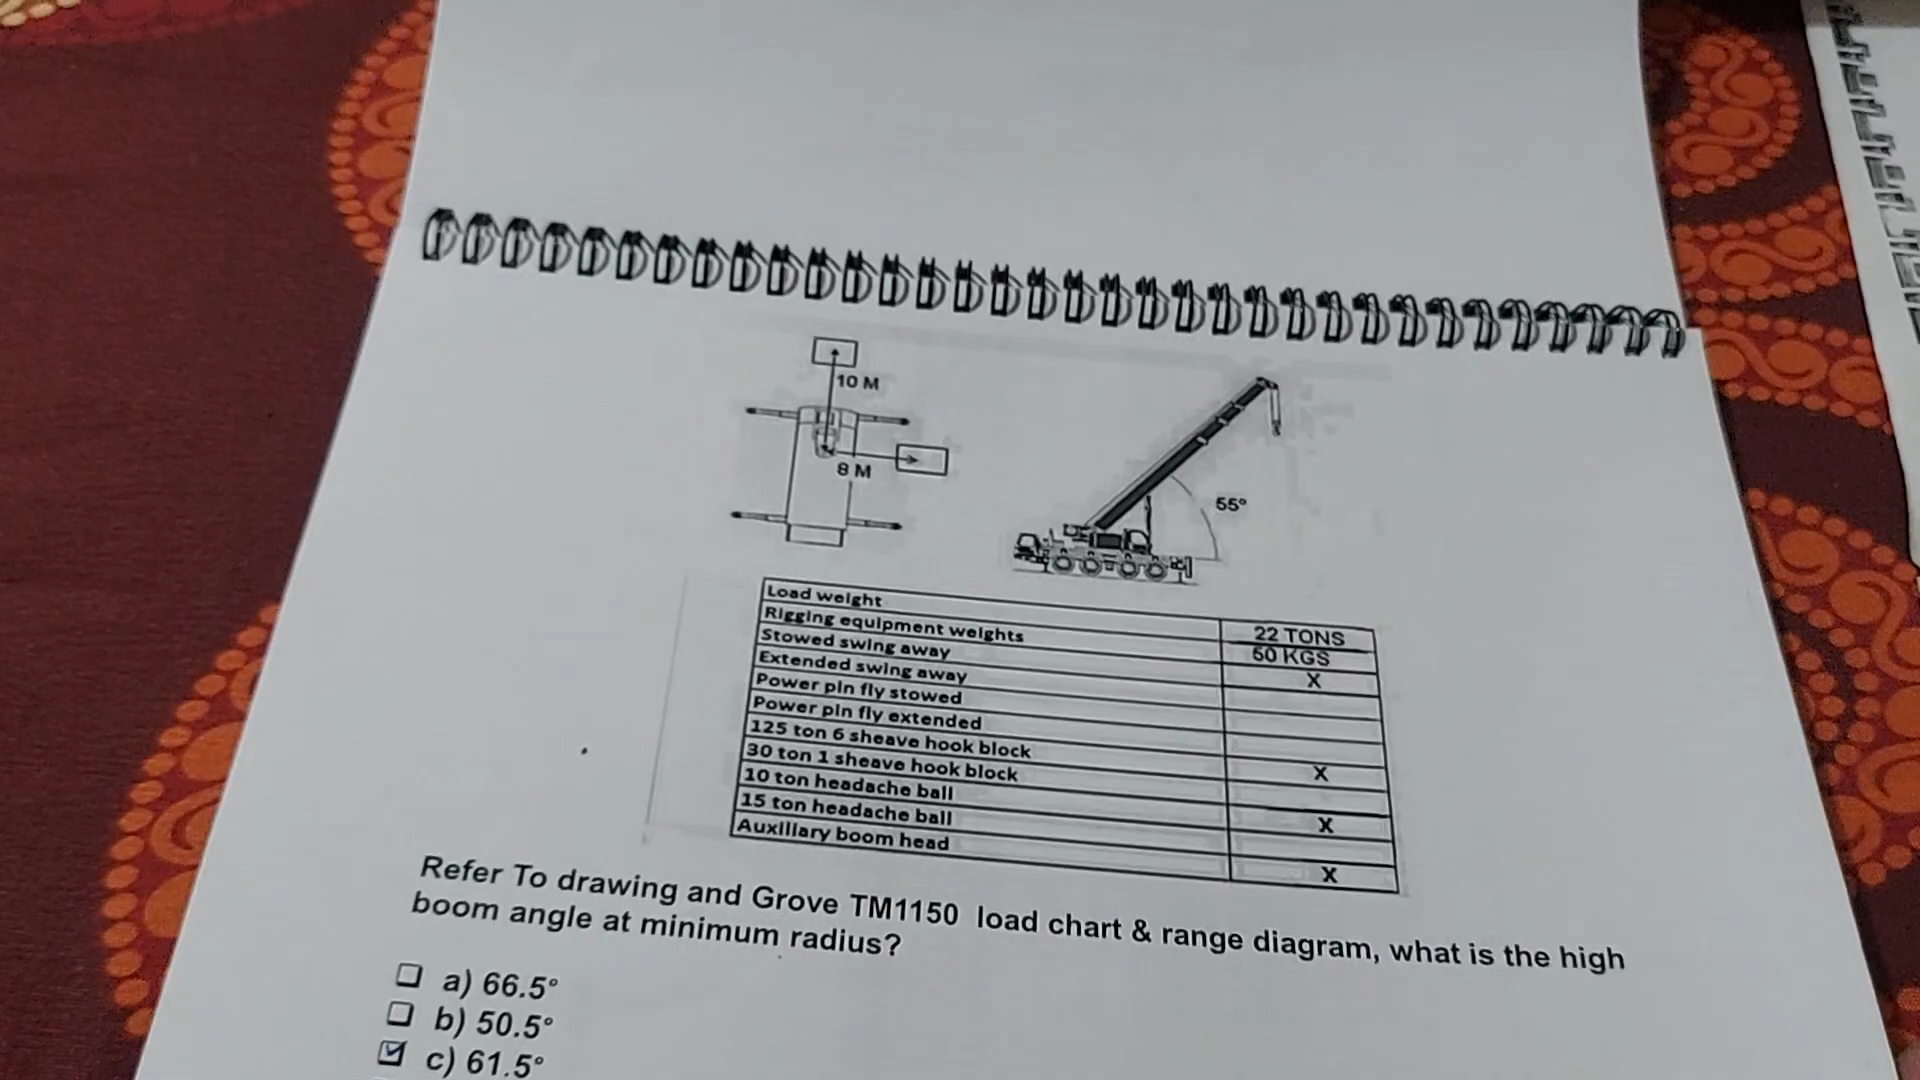 10 M
8 M
55°
Load weight 22 TONS
Rigging equipment weights 60 KGS
Stowed swing away X
Extended swing away
Power pin fly stowed
Power pin fly extended
125 ton 6 sheave hook block X
30 ton 1 sheave hook block
10 ton headache ball X
15 ton headache ball
Auxiliary boom head X
Refer To drawing and Grove TM1150 load chart & range diagram, what is the high
boom angle at minimum radius?
a) 66.5°
b) 50.5°
c) 61.5°